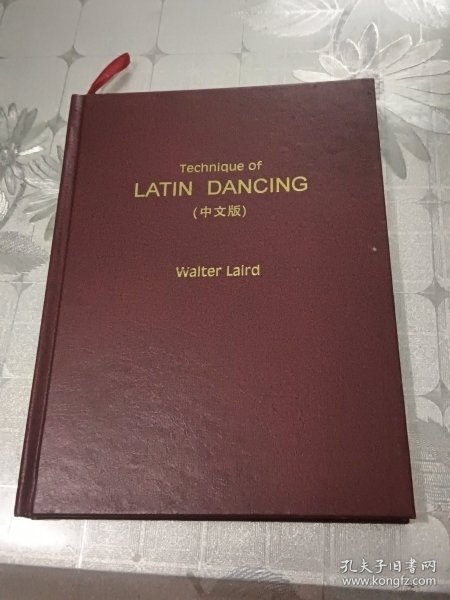 Technique of
LATIN DANCING
(中文版)
Walter Laird
孔夫子旧书网
www.kongfz.com